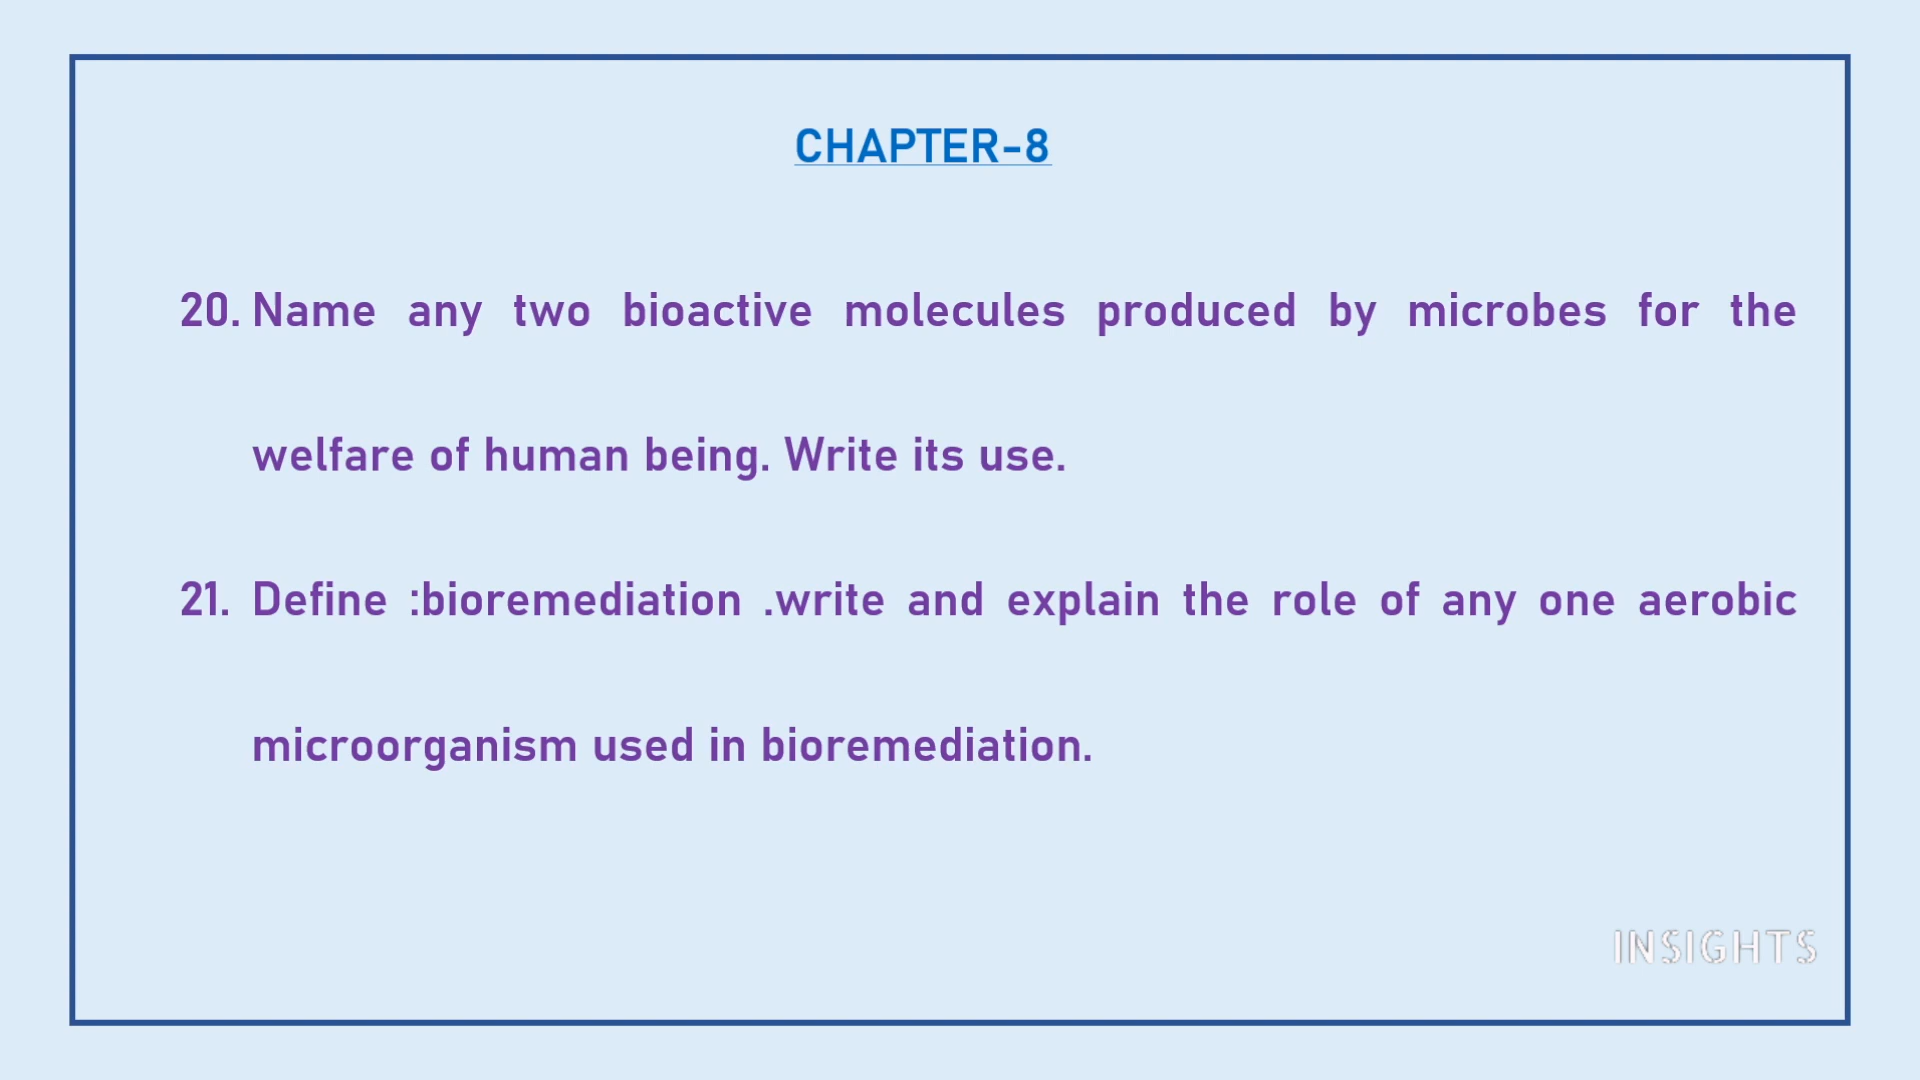 CHAPTER-8
20. Name any two bioactive molecules produced by microbes for the
welfare of human being. Write its use.
21. Define :bioremediation .write and explain the role of any one aerobic
microorganism used in bioremediation.
INSIGHTS